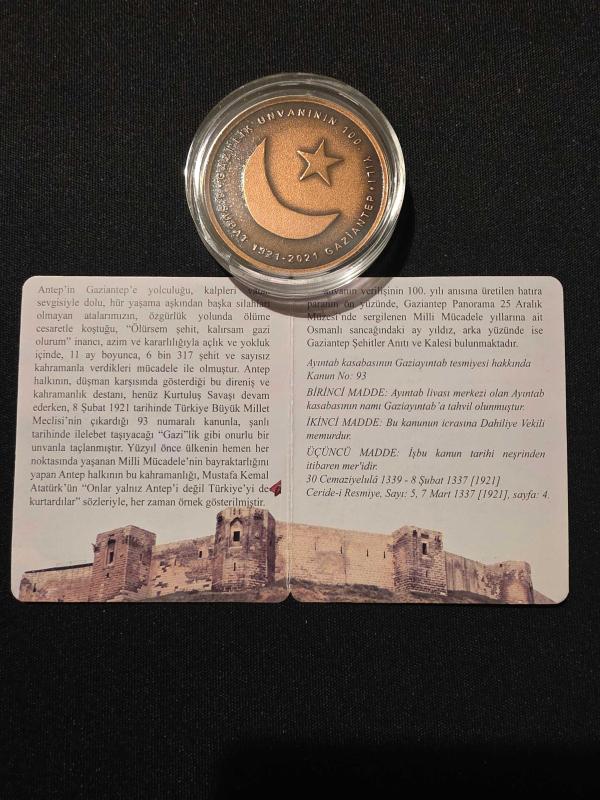 GAZİLİK UNVANININ 100. YILI
8 ŞUBAT 1921-2021 GAZİANTEP
Antep'in Gaziantep'e yolculuğu, kalpleri vatan
sevgisiyle dolu, hür yaşama aşkından başka silahları
olmayan atalarımızın, özgürlük yolunda ölüme
cesaretle koştuğu, “Ölürsem şehit, kalırsam gazi
olurum” inancı, azim ve kararlılığıyla açlık ve yokluk
içinde, 11 ay boyunca, 6 bin 317 şehit ve sayısız
kahramanla verdikleri mücadele ile olmuştur. Antep
halkının, düşman karşısında gösterdiği bu direniş ve
kahramanlık destanı, henüz Kurtuluş Savaşı devam
ederken, 8 Şubat 1921 tarihinde Türkiye Büyük Millet
Meclisi'nin çıkardığı 93 numaralı kanunla, şanlı
tarihinde ilelebet taşıyacağı “Gazi”lik gibi onurlu bir
unvanla taçlanmıştır. Yüzyıl önce ülkenin hemen her
noktasında yaşanan Milli Mücadele'nin bayraktarlığını
yapan Antep halkının bu kahramanlığı, Mustafa Kemal
Atatürk'ün “Onlar yalnız Antep'i değil Türkiye'yi de
kurtardılar” sözleriyle, her zaman örnek gösterilmiştir.
unvanın verilişinin 100. yılı anısına üretilen hatıra
paranın ön yüzünde, Gaziantep Panorama 25 Aralık
Müzesi'nde sergilenen Milli Mücadele yıllarına ait
Osmanlı sancağındaki ay yıldız, arka yüzünde ise
Gaziantep Şehitler Anıtı ve Kalesi bulunmaktadır.
Ayıntab kasabasının Gaziayıntab tesmiyesi hakkında
Kanun No: 93
BİRİNCİ MADDE: Ayıntab livası merkezi olan Ayıntab
kasabasının namı Gaziayıntab'a tahvil olunmuştur.
İKİNCİ MADDE: Bu kanunun icrasına Dahiliye Vekili
memurdur.
ÜÇÜNCÜ MADDE: İşbu kanun tarihi neşrinden
itibaren mer'idir.
30 Cemaziyelulâ 1339 - 8 Şubat 1337 [1921]
Ceride-i Resmiye, Sayı: 5, 7 Mart 1337 [1921], sayfa: 4.